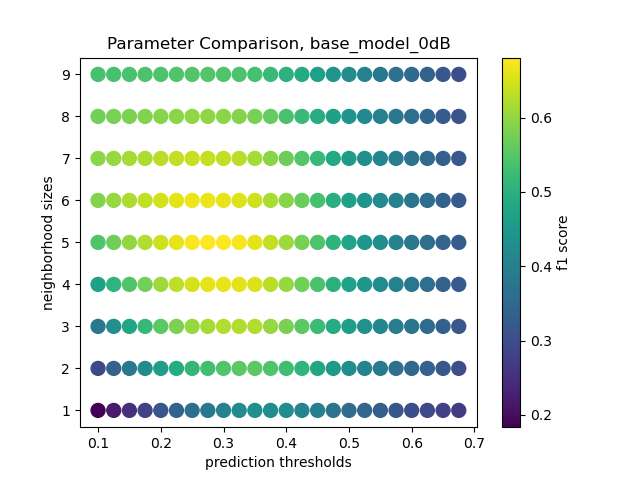 Parameter Comparison, base_model_0dB
neighborhood sizes
9
8
7
6
5
4
3
2
1
0.1 0.2 0.3 0.4 0.5 0.6 0.7
prediction thresholds
0.6
0.5
0.4
0.3
0.2
f1 score